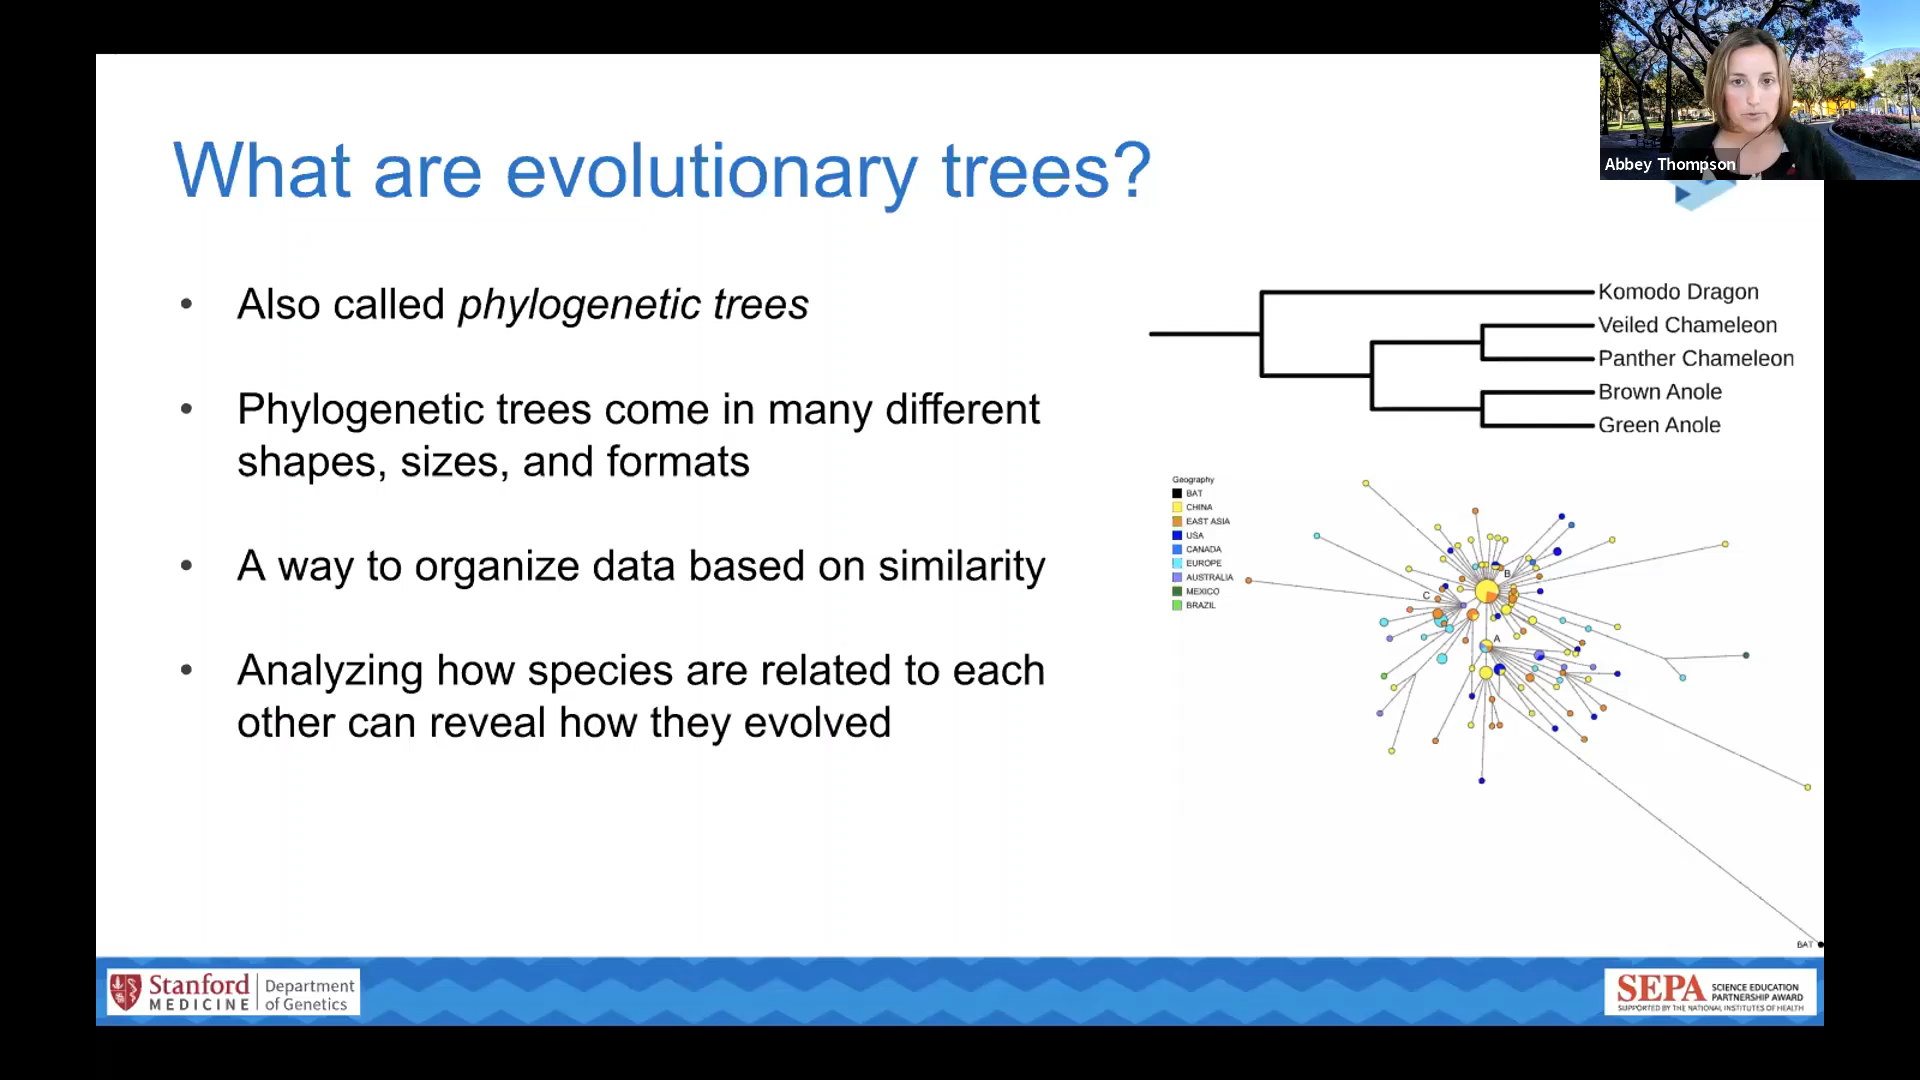 Abbey Thompson
What are evolutionary trees?
• Also called phylogenetic trees
• Phylogenetic trees come in many different
shapes, sizes, and formats
• A way to organize data based on similarity
• Analyzing how species are related to each
other can reveal how they evolved
Komodo Dragon
Veiled Chameleon
Panther Chameleon
Brown Anole
Green Anole
Geography
BAT
CHINA
EAST ASIA
USA
CANADA
EUROPE
AUSTRALIA
MEXICO
BRAZIL
B
C
A
BAT
Stanford
MEDICINE
Department
of Genetics
SEPA
SCIENCE EDUCATION
PARTNERSHIP AWARD
SUPPORTED BY THE NATIONAL INSTITUTES OF HEALTH